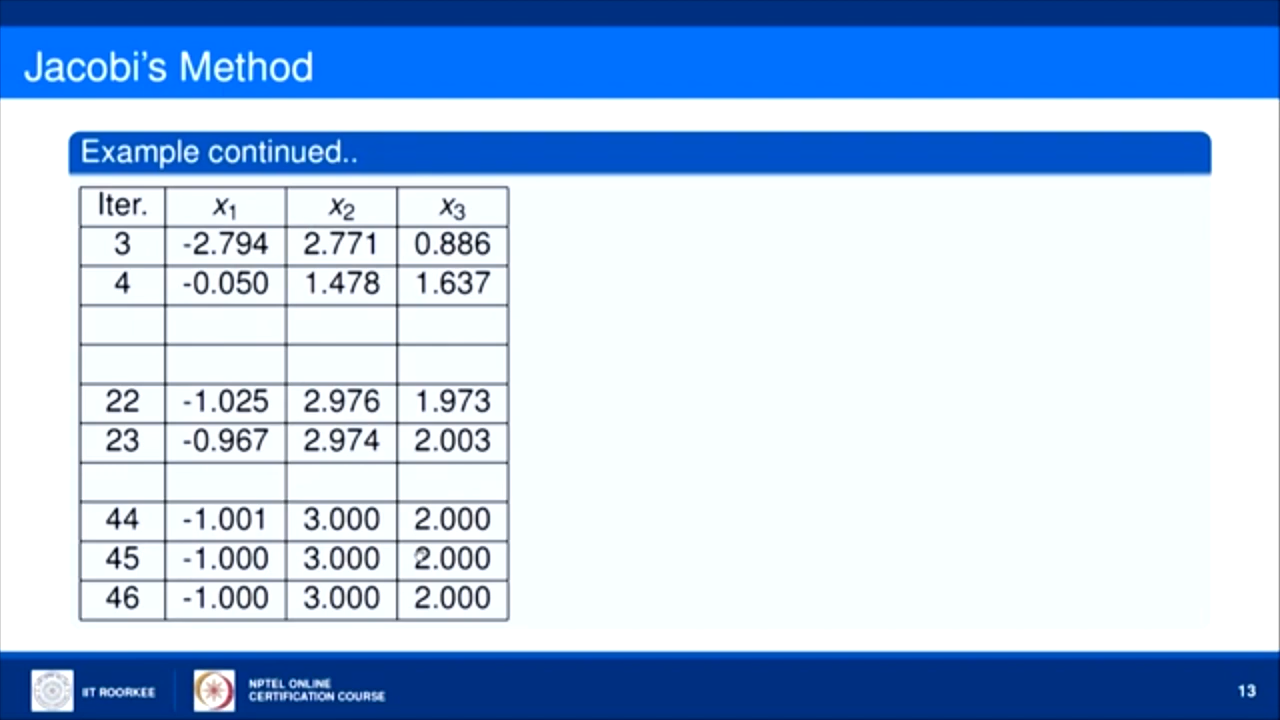 Jacobi's Method
Example continued..
Iter. x1 x2 x3
3 -2.794 2.771 0.886
4 -0.050 1.478 1.637
22 -1.025 2.976 1.973
23 -0.967 2.974 2.003
44 -1.001 3.000 2.000
45 -1.000 3.000 2.000
46 -1.000 3.000 2.000
IIT ROORKEE
NPTEL ONLINE
CERTIFICATION COURSE
13